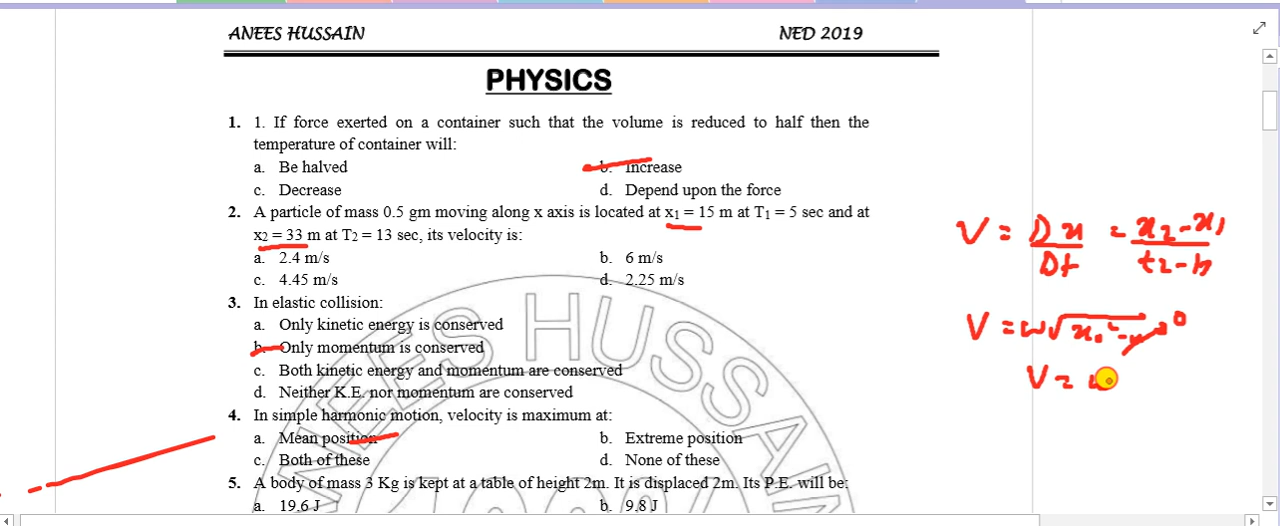 ANEES HUSSAIN NED 2019
PHYSICS
1. 1. If force exerted on a container such that the volume is reduced to half then the
temperature of container will:
a. Be halved b. Increase
c. Decrease d. Depend upon the force
2. A particle of mass 0.5 gm moving along x axis is located at x1 = 15 m at T1 = 5 sec and at
x2 = 33 m at T2 = 13 sec, its velocity is:
a. 2.4 m/s b. 6 m/s
c. 4.45 m/s d. 2.25 m/s
3. In elastic collision:
a. Only kinetic energy is conserved
b. Only momentum is conserved
c. Both kinetic energy and momentum are conserved
d. Neither K.E. nor momentum are conserved
4. In simple harmonic motion, velocity is maximum at:
a. Mean position b. Extreme position
c. Both of these d. None of these
5. A body of mass 3 Kg is kept at a table of height 2m. It is displaced 2m. Its P.E. will be:
a. 19.6 J b. 9.8 J
ANEES HUSSAIN
V = Dx/Dt = x2-x1/t2-t1
V =
V =